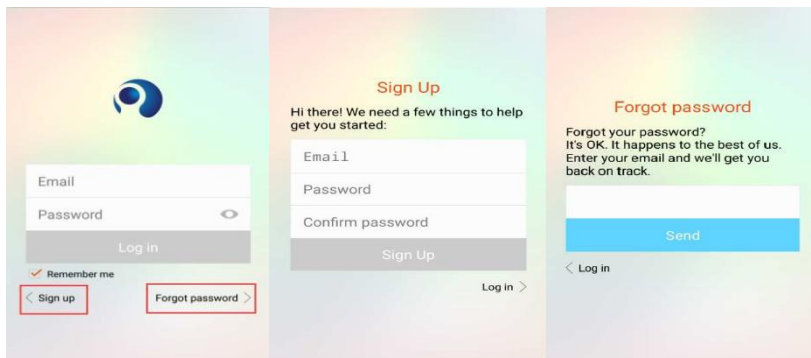 Email
Password
Log in
Remember me
Sign up
Forgot password
Sign Up
Hi there! We need a few things to help
get you started:
Email
Password
Confirm password
Sign Up
Log in
Forgot password
Forgot your password?
It's OK. It happens to the best of us.
Enter your email and we'll get you
back on track.
Send
Log in